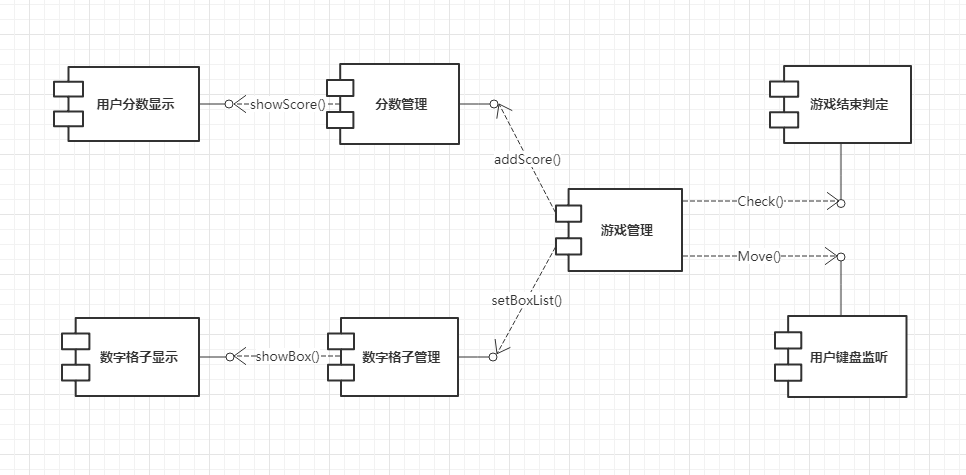 用户分数显示
showScore()
分数管理
游戏结束判定
addScore()
Check()
游戏管理
Move()
setBoxList()
数字格子显示
showBox()
数字格子管理
用户键盘监听